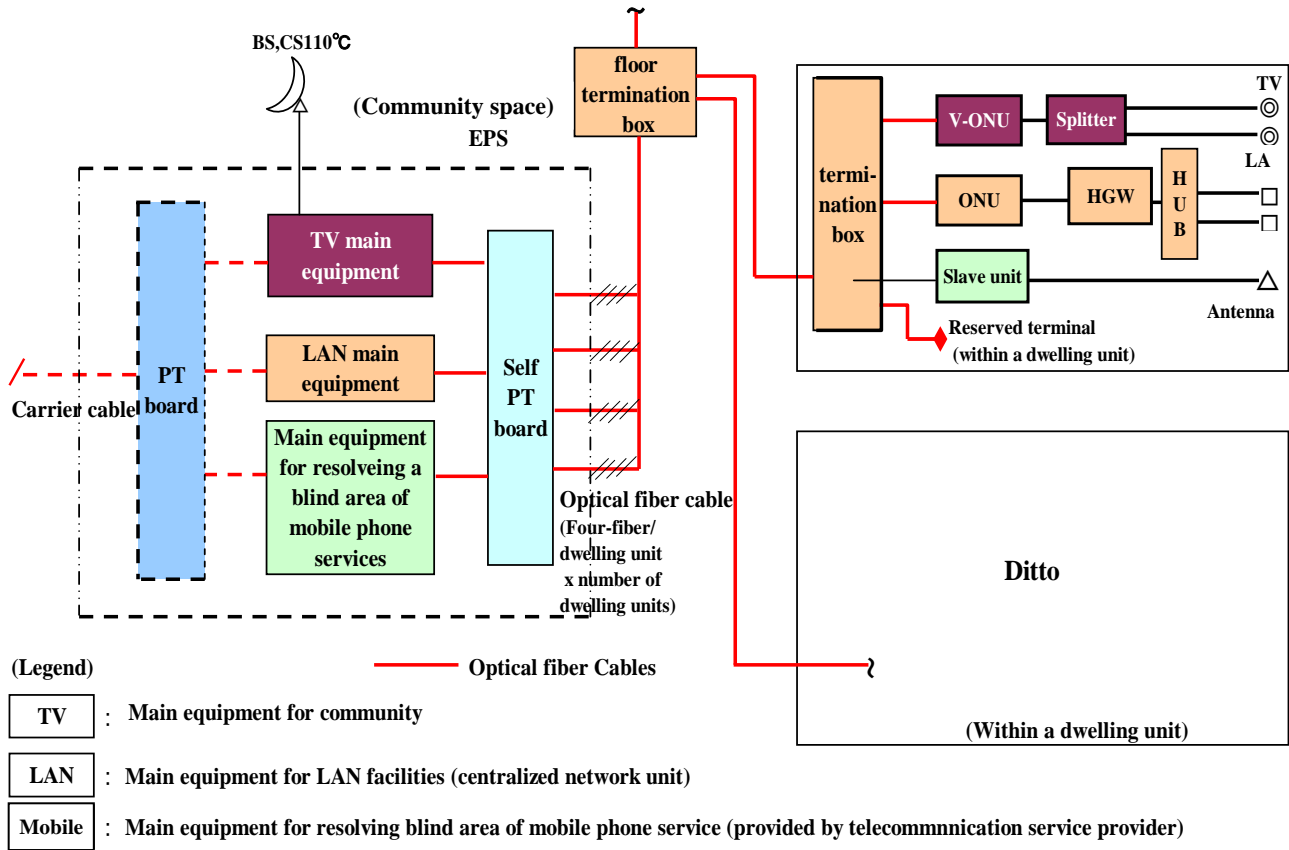 BS,CS110℃
(Community space)
EPS
floor
termination
box
TV main
equipment
LAN main
equipment
Main equipment
for resolveing a
blind area of
mobile phone
services
PT
board
Carrier cable
Self
PT
board
Optical fiber cable
(Four-fiber/
dwelling unit
x number of
dwelling units)
termi-
nation
box
V-ONU
Splitter
TV
LA
ONU
HGW
H
U
B
Slave unit
Antenna
Reserved terminal
(within a dwelling unit)
Ditto
(Within a dwelling unit)
(Legend)
Optical fiber Cables
TV : Main equipment for community
LAN : Main equipment for LAN facilities (centralized network unit)
Mobile : Main equipment for resolving blind area of mobile phone service (provided by telecommnnication service provider)